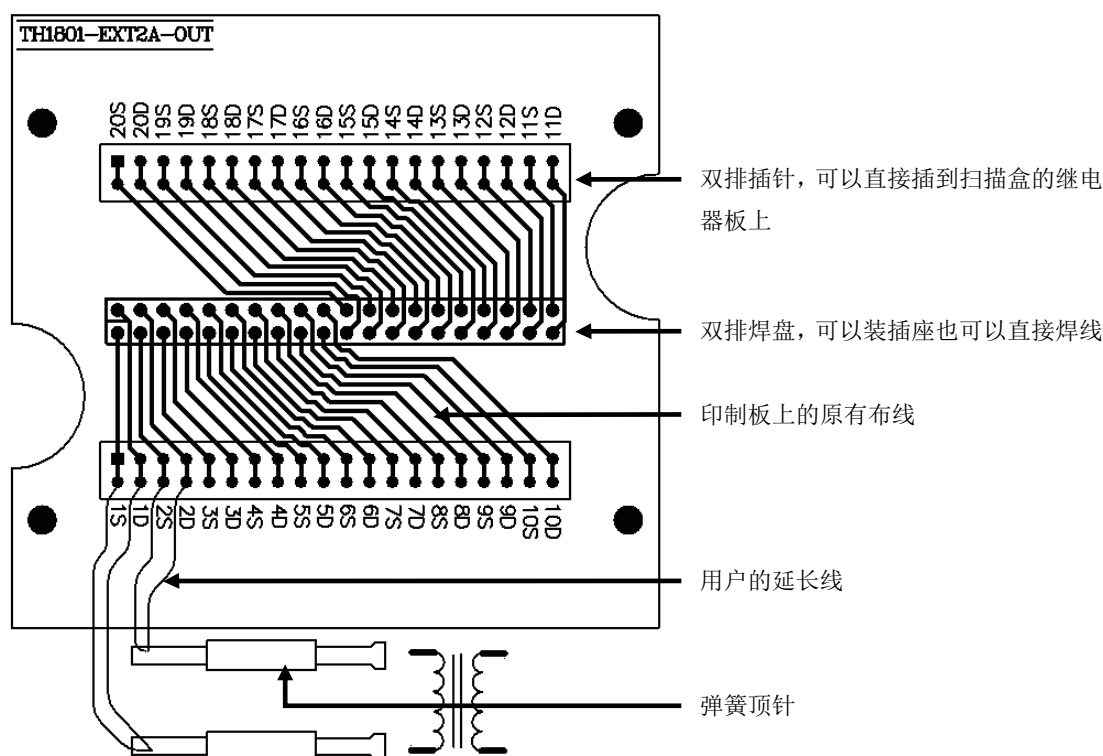 TH1801-EXT2A-OUT
20S 20D 19S 19D 18S 18D 17S 17D 16S 16D 15S 15D 14S 14D 13S 13D 12S 12D 11S 11D
双排插针，可以直接插到扫描盒的继电
器板上
双排焊盘，可以装插座也可以直接焊线
印制板上的原有布线
1S 1D 2S 2D 3S 3D 4S 4D 5S 5D 6S 6D 7S 7D 8S 8D 9S 9D 10S 10D
用户的延长线
弹簧顶针